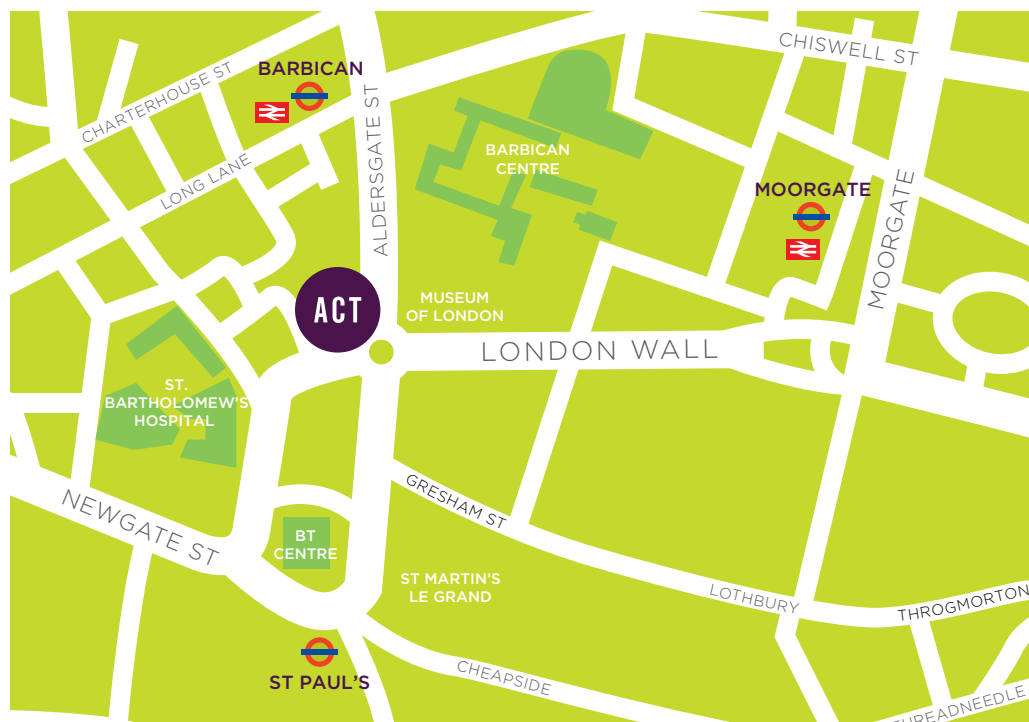 CHISWELL ST
BARBICAN
CHARTERHOUSE ST
ALDERSGATE ST
LONG LANE
BARBICAN
CENTRE
MOORGATE
MOORGATE
ACT
MUSEUM
OF LONDON
LONDON WALL
ST.
BARTHOLOMEW'S
HOSPITAL
NEWGATE ST
GRESHAM ST
BT
CENTRE
ST MARTIN'S
LE GRAND
LOTHBURY
THROGMORTON
ST PAUL'S
CHEAPSIDE
THREADNEEDLE